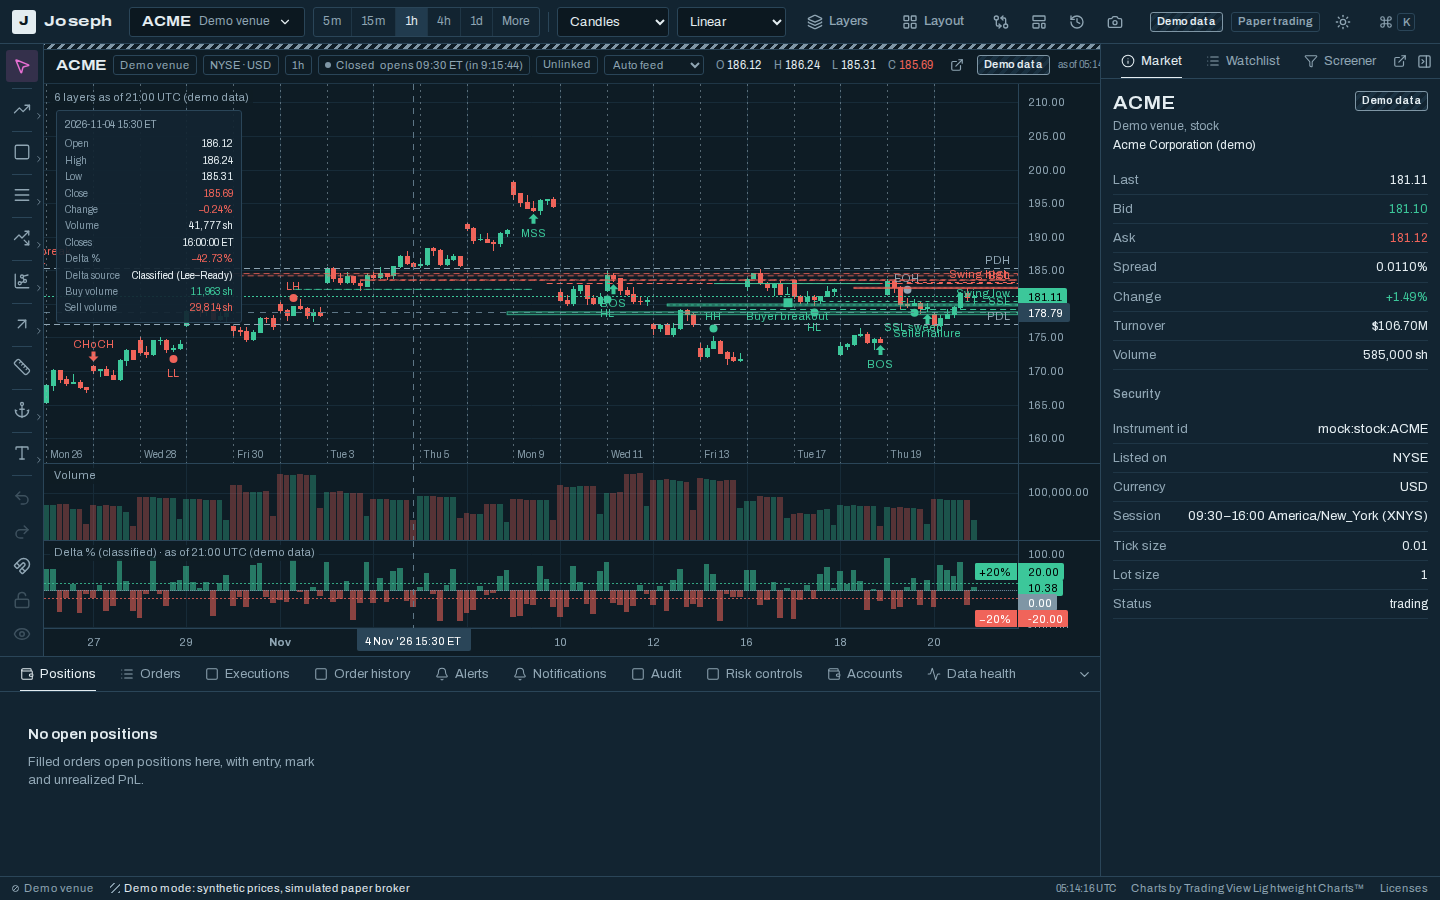 J Joseph ACME Demo venue 5m 15m 1h 4h 1d More Candles Linear Layers Layout Demo data Paper trading ⌘ K
ACME Demo venue NYSE·USD 1h Closed opens 09:30 ET (in 9:15:44) Unlinked Auto feed O 186.12 H 186.24 L 185.31 C 185.69 Demo data as of 05:14
6 layers as of 21:00 UTC (demo data)
2026-11-04 15:30 ET
Open 186.12
High 186.24
Low 185.31
Close 185.69
Change −0.24%
Volume 41,777 sh
Closes 16:00:00 ET
Delta % −42.73%
Delta source Classified (Lee–Ready)
Buy volume 11,963 sh
Sell volume 29,814 sh
CHoCH
LL
LH
MSS
BOS
HL
HH
Buyer breakout
HL
EQH
SSL sweep
Seller failure
BOS
PDH
Swing high
Swing low
SSL
PDL
210.00
205.00
200.00
195.00
190.00
185.00
181.11
178.79
175.00
170.00
165.00
160.00
Mon 26 Wed 28 Fri 30 Tue 3 Thu 5 Mon 9 Wed 11 Fri 13 Tue 17 Thu 19
Volume
100,000.00
Delta % (classified) · as of 21:00 UTC (demo data)
100.00
+20% 20.00
10.38
0.00
−20% -20.00
27 29 Nov 4 Nov '26 15:30 ET 10 12 16 18 20
Market Watchlist Screener
ACME Demo data
Demo venue, stock
Acme Corporation (demo)
Last 181.11
Bid 181.10
Ask 181.12
Spread 0.0110%
Change +1.49%
Turnover $106.70M
Volume 585,000 sh
Security
Instrument id mock:stock:ACME
Listed on NYSE
Currency USD
Session 09:30–16:00 America/New_York (XNYS)
Tick size 0.01
Lot size 1
Status trading
Positions Orders Executions Order history Alerts Notifications Audit Risk controls Accounts Data health
No open positions
Filled orders open positions here, with entry, mark
and unrealized PnL.
Demo venue Demo mode: synthetic prices, simulated paper broker 05:14:16 UTC Charts by TradingView Lightweight Charts™ Licenses